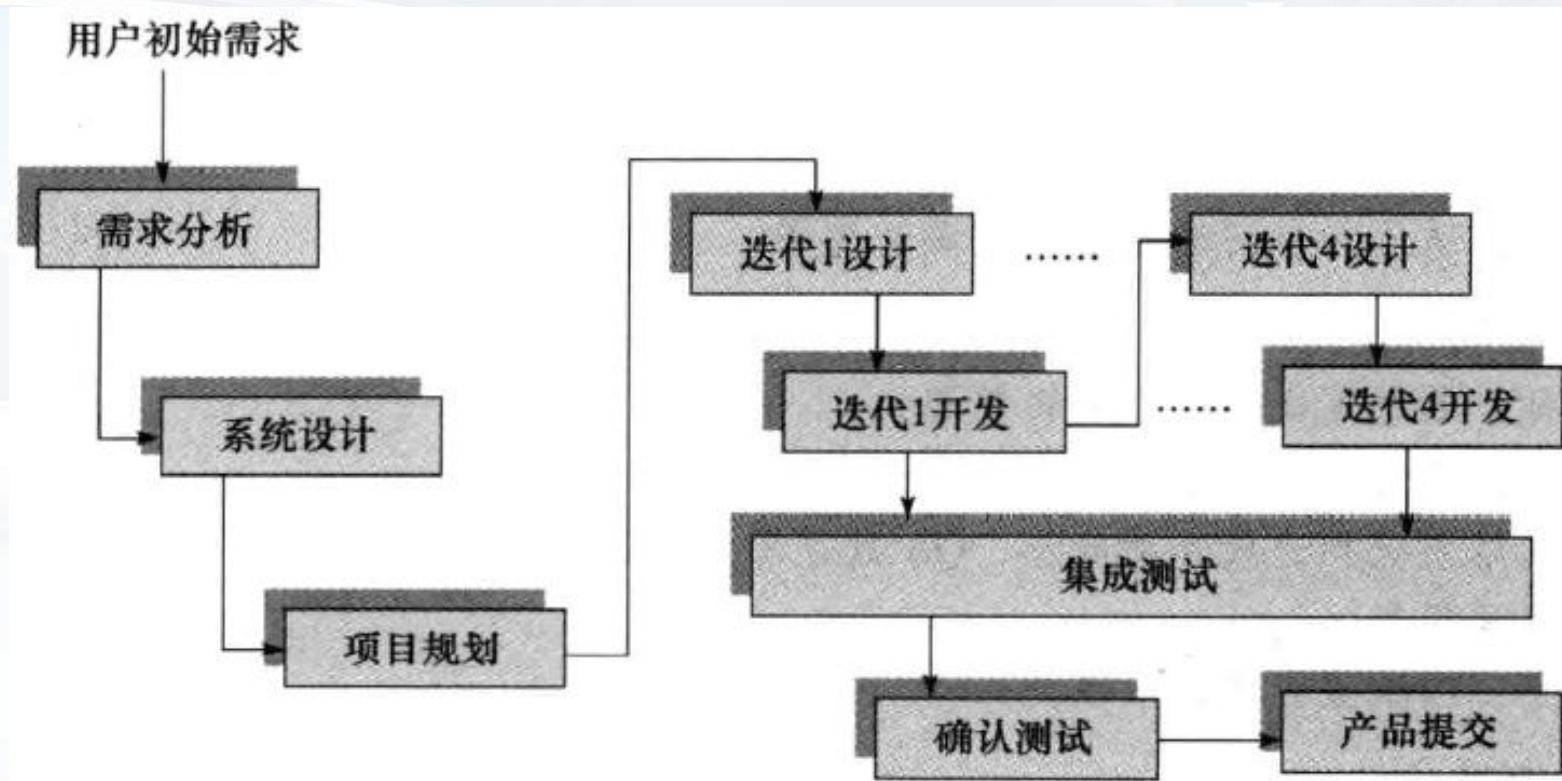 用户初始需求
需求分析
系统设计
项目规划
迭代1设计
……
迭代4设计
迭代1开发
……
迭代4开发
集成测试
确认测试
产品提交